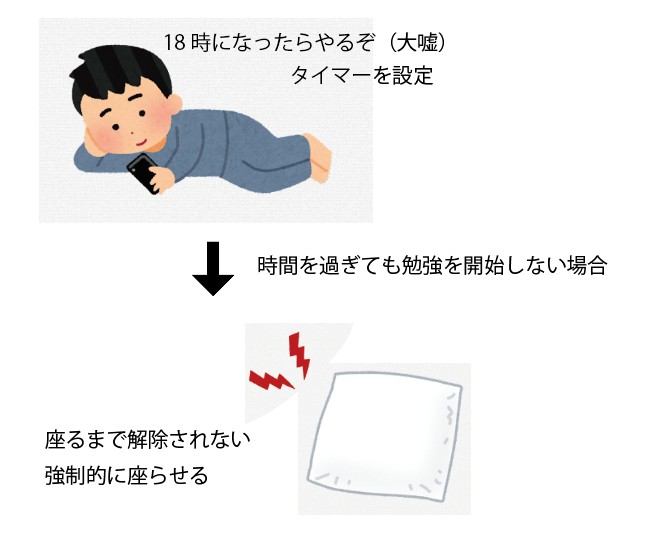 18 時になったらやるぞ（大嘘）
タイマーを設定
時間を過ぎても勉強を開始しない場合
座るまで解除されない
強制的に座らせる